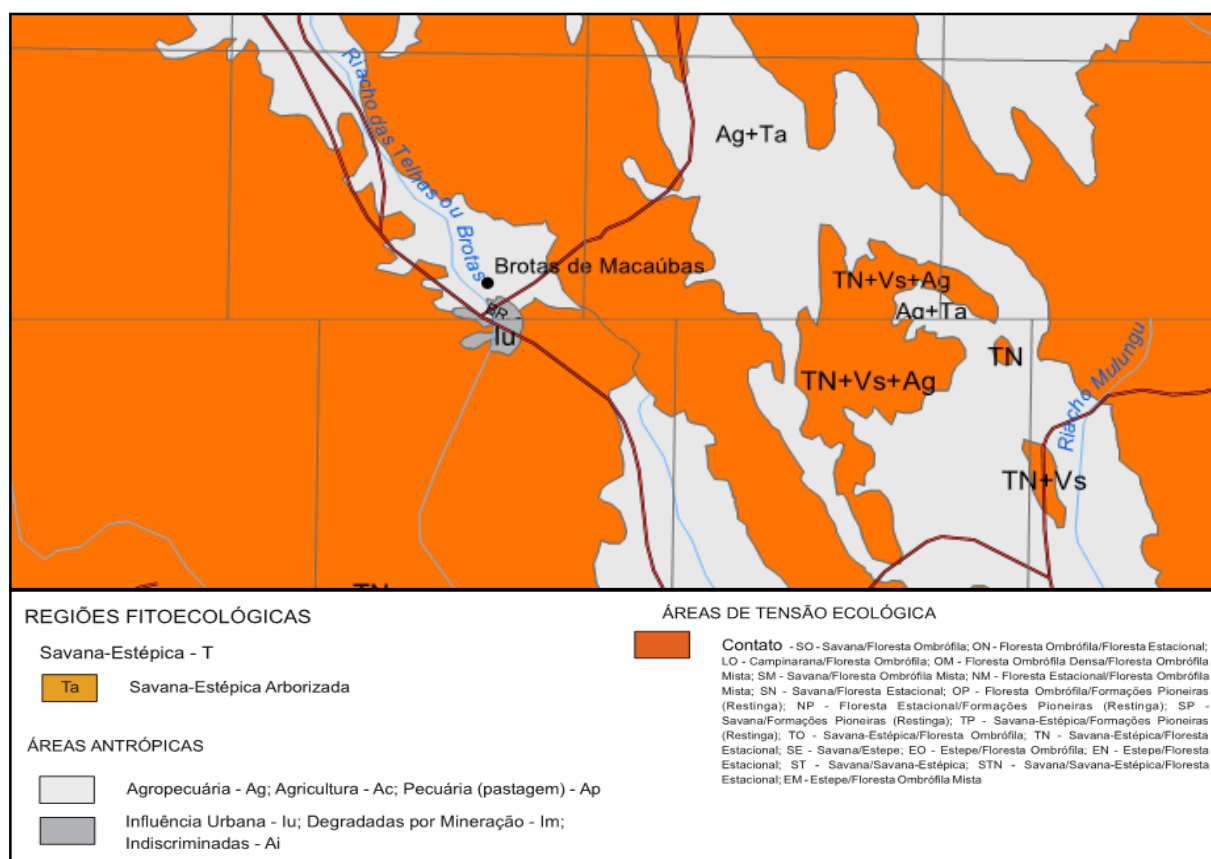 Riacho das Telhas ou Brotas
Ag+Ta
Brotas de Macaúbas
TN+Vs+Ag
Ag+Ta
BR
Iu
TN
TN+Vs+Ag
Riacho Mulungu
TN+Vs
TN
REGIÕES FITOECOLÓGICAS
Savana-Estépica - T
Ta
Savana-Estépica Arborizada
ÁREAS ANTRÓPICAS
Agropecuária - Ag; Agricultura - Ac; Pecuária (pastagem) - Ap
Influência Urbana - Iu; Degradadas por Mineração - Im;
Indiscriminadas - Ai
ÁREAS DE TENSÃO ECOLÓGICA
Contato - SO - Savana/Floresta Ombrófila; ON - Floresta Ombrófila/Floresta Estacional;
LO - Campinarana/Floresta Ombrófila; OM - Floresta Ombrófila Densa/Floresta Ombrófila
Mista; SM - Savana/Floresta Ombrófila Mista; NM - Floresta Estacional/Floresta Ombrófila
Mista; SN - Savana/Floresta Estacional; OP - Floresta Ombrófila/Formações Pioneiras
(Restinga); NP - Floresta Estacional/Formações Pioneiras (Restinga); SP -
Savana/Formações Pioneiras (Restinga); TP - Savana-Estépica/Formações Pioneiras
(Restinga); TO - Savana-Estépica/Floresta Ombrófila; TN - Savana-Estépica/Floresta
Estacional; SE - Savana/Estepe; EO - Estepe/Floresta Ombrófila; EN - Estepe/Floresta
Estacional; ST - Savana/Savana-Estépica; STN - Savana/Savana-Estépica/Floresta
Estacional; EM - Estepe/Floresta Ombrófila Mista